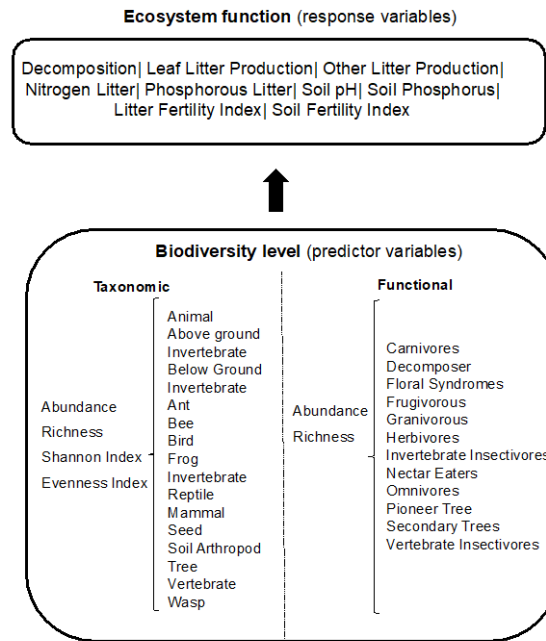 Ecosystem function (response variables)
Decomposition| Leaf Litter Production| Other Litter Production|
Nitrogen Litter| Phosphorous Litter| Soil pH| Soil Phosphorus|
Litter Fertility Index| Soil Fertility Index
Biodiversity level (predictor variables)
Taxonomic
Abundance
Richness
Shannon Index
Evenness Index
Animal
Above ground
Invertebrate
Below Ground
Invertebrate
Ant
Bee
Bird
Frog
Invertebrate
Reptile
Mammal
Seed
Soil Arthropod
Tree
Vertebrate
Wasp
Functional
Abundance
Richness
Carnivores
Decomposer
Floral Syndromes
Frugivorous
Granivorous
Herbivores
Invertebrate Insectivores
Nectar Eaters
Omnivores
Pioneer Tree
Secondary Trees
Vertebrate Insectivores